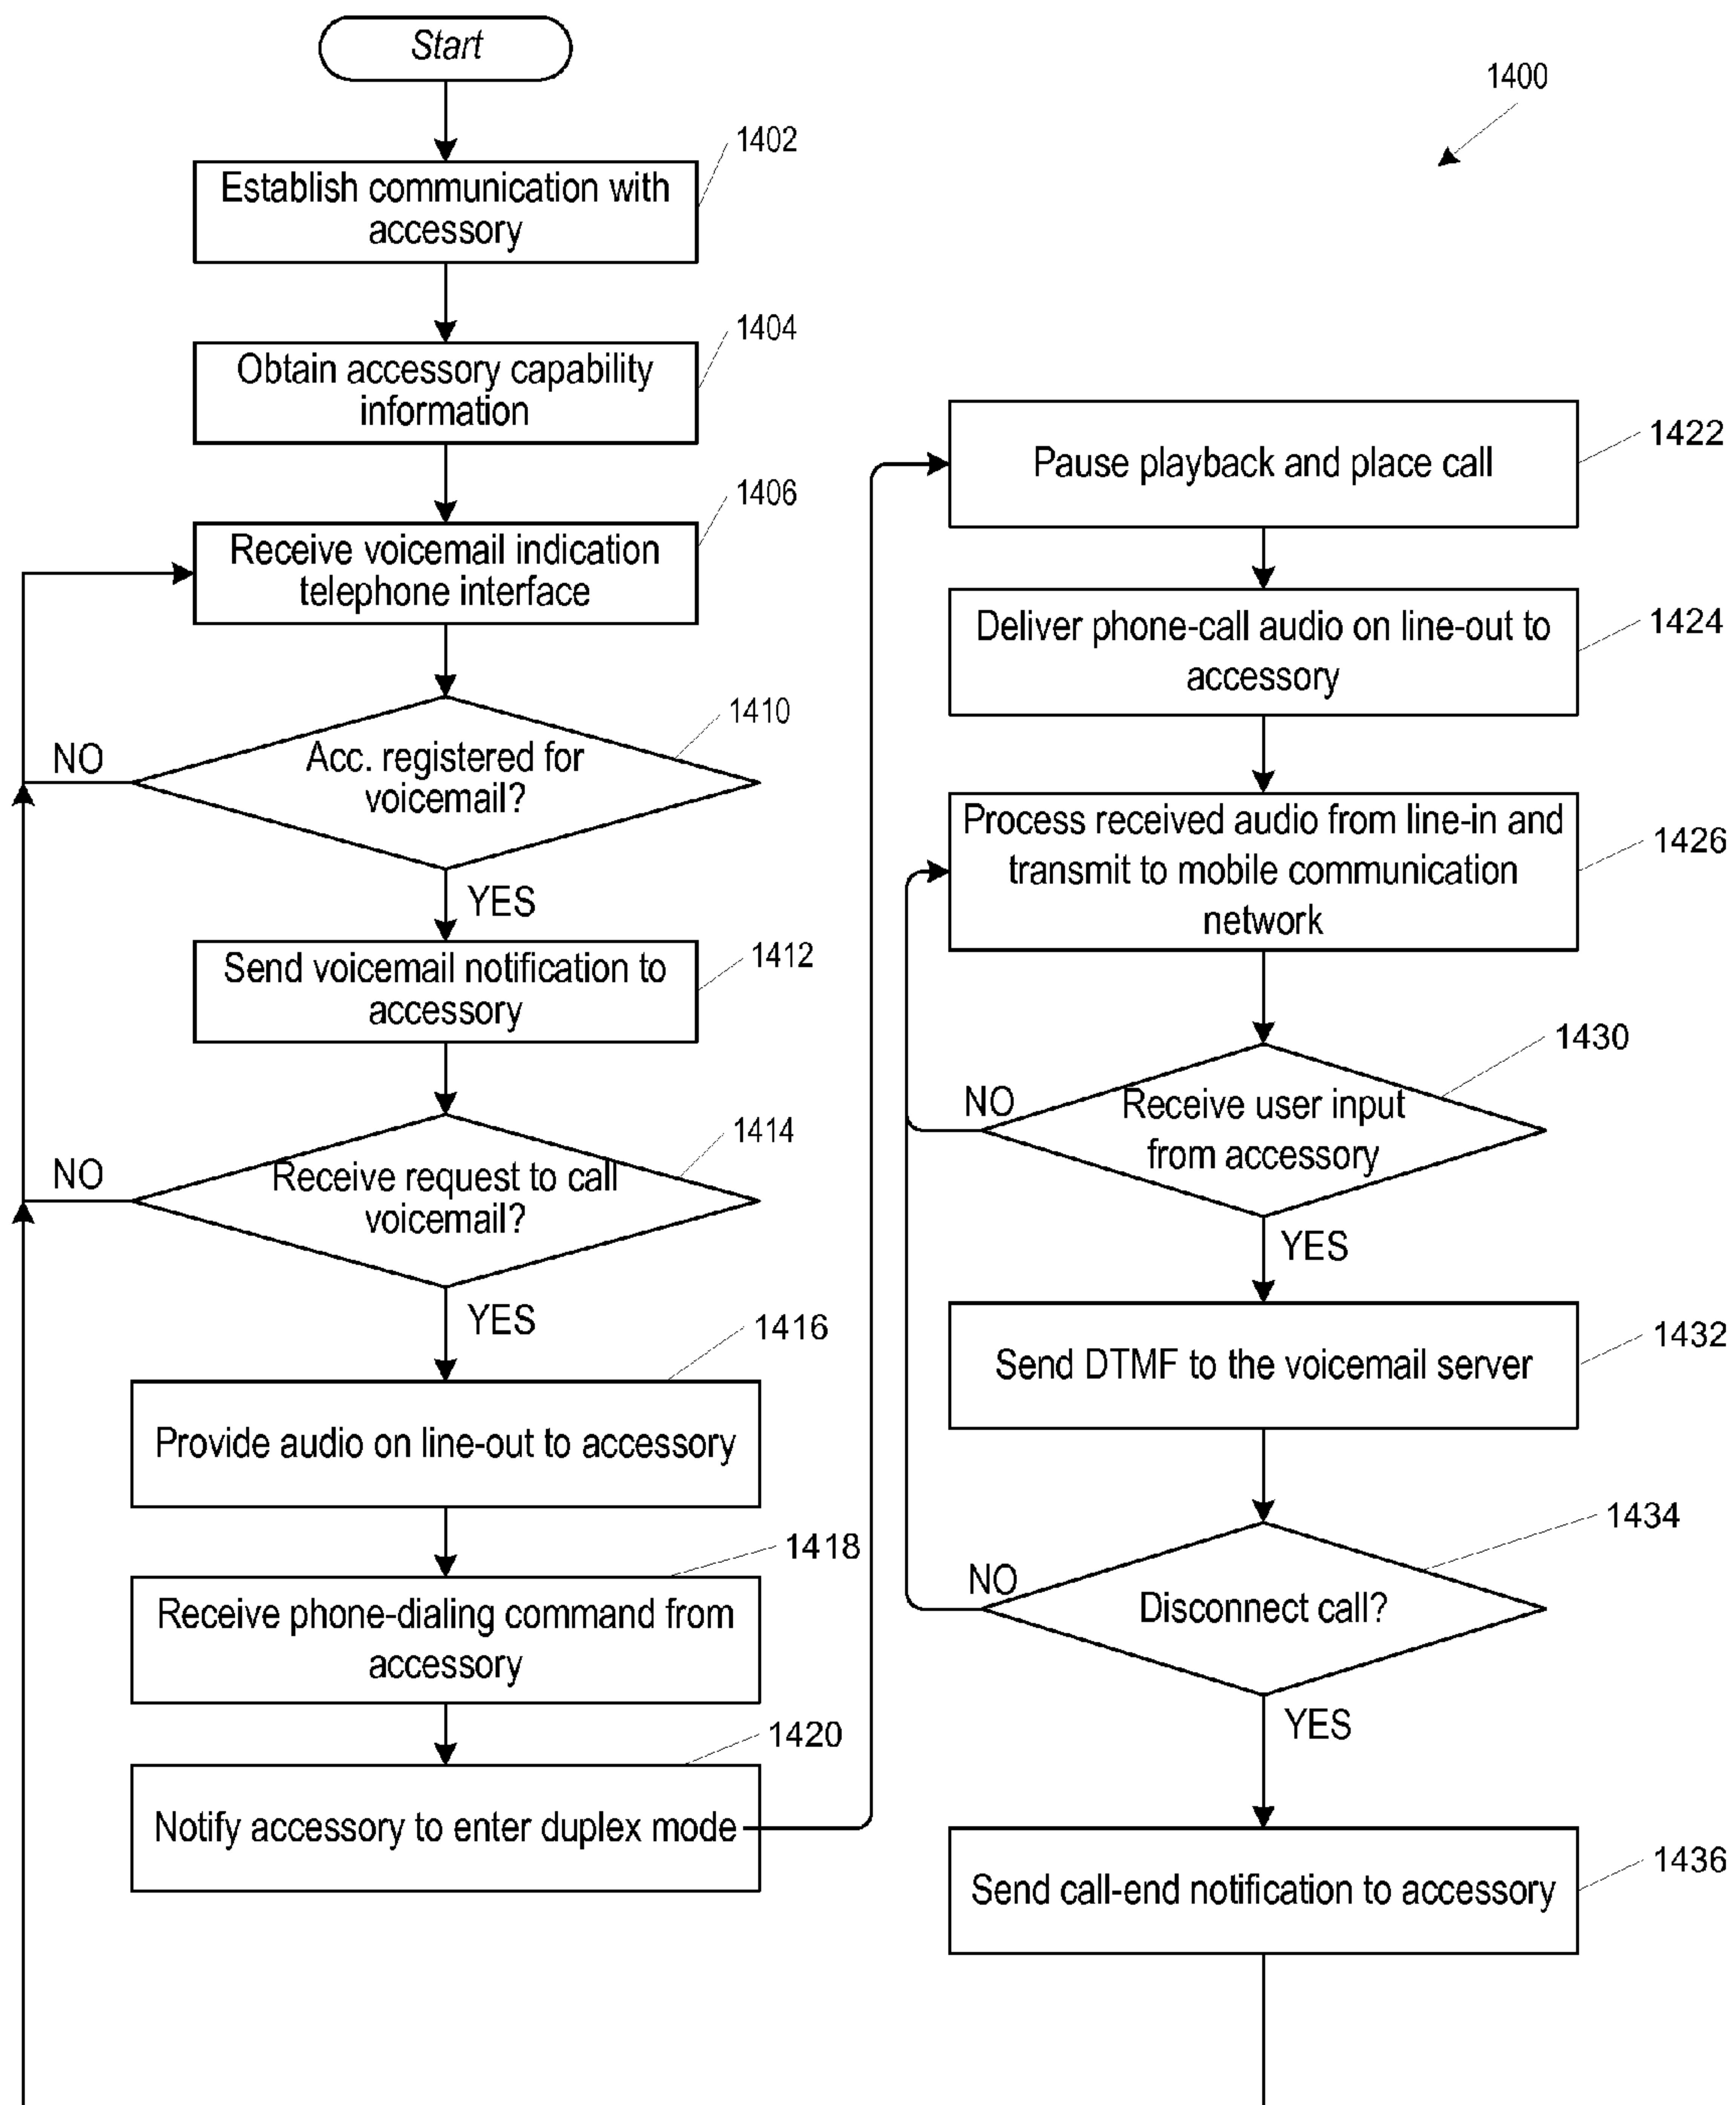 Start
1400
1402
Establish communication with
accessory
1404
Obtain accessory capability
information
1406
Receive voicemail indication
telephone interface
1410
NO
Acc. registered for
voicemail?
YES
1412
Send voicemail notification to
accessory
1414
NO
Receive request to call
voicemail?
YES
1416
Provide audio on line-out to accessory
1418
Receive phone-dialing command from
accessory
1420
Notify accessory to enter duplex mode
1422
Pause playback and place call
1424
Deliver phone-call audio on line-out to
accessory
1426
Process received audio from line-in and
transmit to mobile communication
network
1430
NO
Receive user input
from accessory
YES
1432
Send DTMF to the voicemail server
1434
NO
Disconnect call?
YES
1436
Send call-end notification to accessory